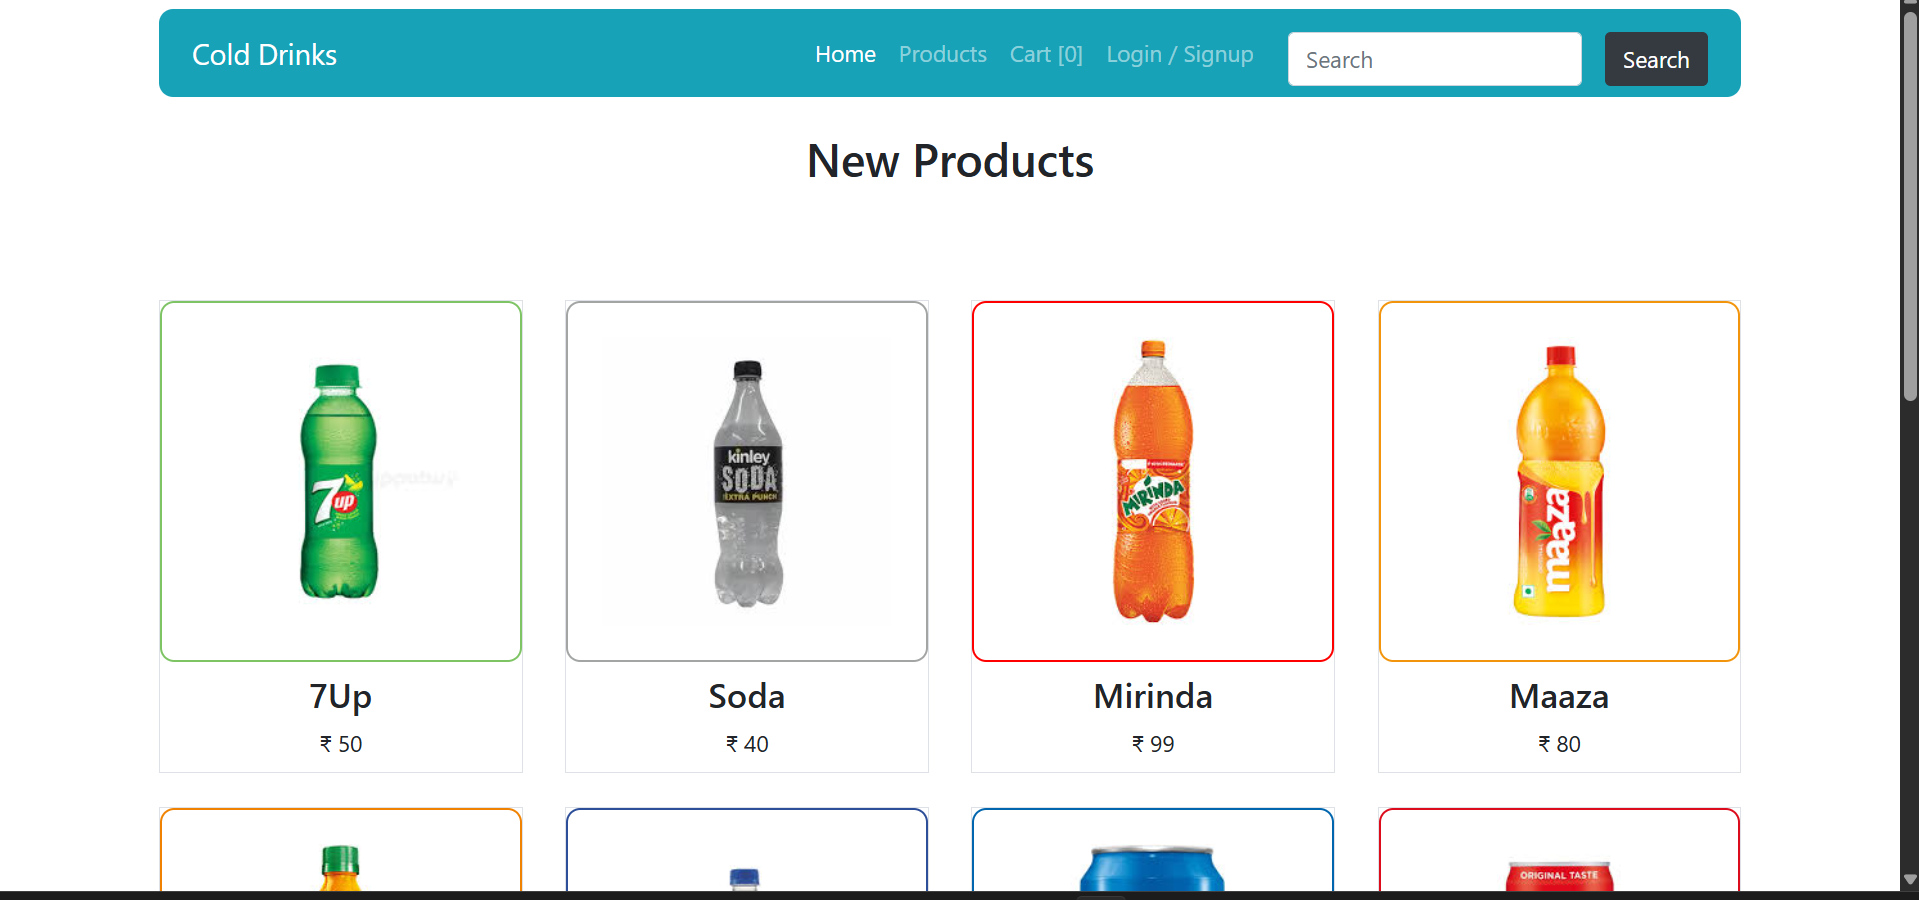 Cold Drinks
Home Products Cart [0] Login / Signup Search Search
New Products
7up
kinley
SODA
EXTRA PUNCH
MIRINDA
maaza
7Up Soda Mirinda Maaza
₹ 50 ₹ 40 ₹ 99 ₹ 80
ORIGINAL TASTE